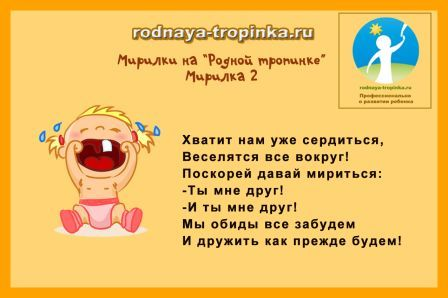 rodnaya-tropinka.ru
Мирилки на "Родной тропинке"
Мирилка 2
rodnaya-tropinka.ru
Профессионально
о развитии ребенка
Хватит нам уже сердиться,
Веселятся все вокруг!
Поскорей давай мириться:
-Ты мне друг!
-И ты мне друг!
Мы обиды все забудем
И дружить как прежде будем!